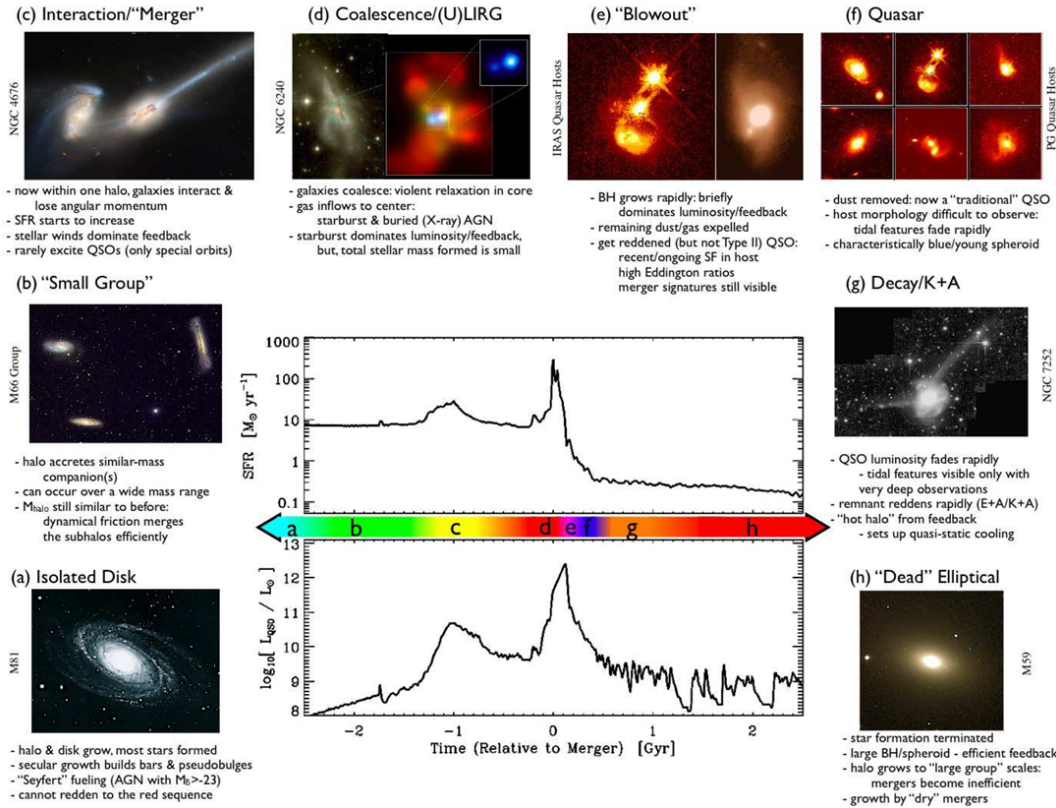 (c) Interaction/“Merger”
NGC 4676
- now within one halo, galaxies interact &
lose angular momentum
- SFR starts to increase
- stellar winds dominate feedback
- rarely excite QSOs (only special orbits)
(d) Coalescence/(U)LIRG
NGC 6240
- galaxies coalesce: violent relaxation in core
- gas inflows to center:
starburst & buried (X-ray) AGN
- starburst dominates luminosity/feedback,
but, total stellar mass formed is small
(e) “Blowout”
IRAS Quasar Hosts
- BH grows rapidly: briefly
dominates luminosity/feedback
- remaining dust/gas expelled
- get reddened (but not Type II) QSO:
recent/ongoing SF in host
high Eddington ratios
merger signatures still visible
(f) Quasar
PG Quasar Hosts
- dust removed: now a “traditional” QSO
- host morphology difficult to observe:
tidal features fade rapidly
- characteristically blue/young spheroid
(b) “Small Group”
M66 Group
- halo accretes similar-mass
companion(s)
- can occur over a wide mass range
- Mhalo still similar to before:
dynamical friction merges
the subhalos efficiently
(a) Isolated Disk
M81
- halo & disk grow, most stars formed
- secular growth builds bars & pseudobulges
- “Seyfert” fueling (AGN with MB>-23)
- cannot redden to the red sequence
1000
100
10
1
0.1
SFR [M⊙ yr⁻¹]
a b c d e f g h
13
12
11
10
9
8
log10[LQSO / L⊙]
-2 -1 0 1 2
Time (Relative to Merger) [Gyr]
(g) Decay/K+A
NGC 7252
- QSO luminosity fades rapidly
- tidal features visible only with
very deep observations
- remnant reddens rapidly (E+A/K+A)
- “hot halo” from feedback
- sets up quasi-static cooling
(h) “Dead” Elliptical
M59
- star formation terminated
- large BH/spheroid - efficient feedback
- halo grows to “large group” scales:
mergers become inefficient
- growth by “dry” mergers